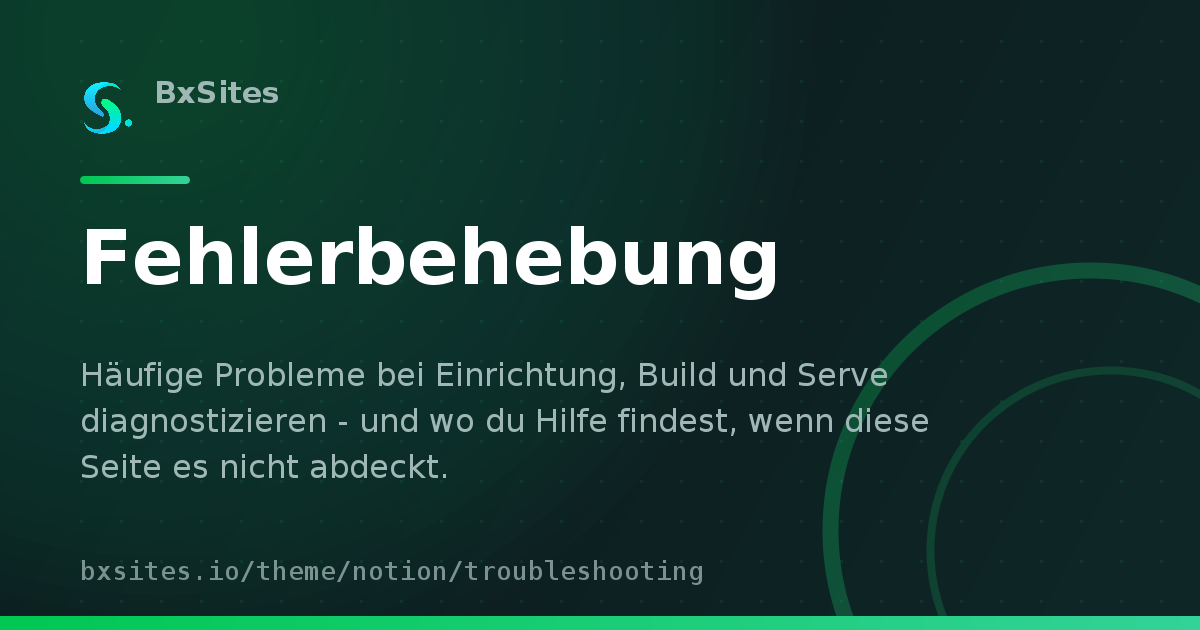 BxSites
Fehlerbehebung
Häufige Probleme bei Einrichtung, Build und Serve
diagnostizieren - und wo du Hilfe findest, wenn diese
Seite es nicht abdeckt.
bxsites.io/theme/notion/troubleshooting